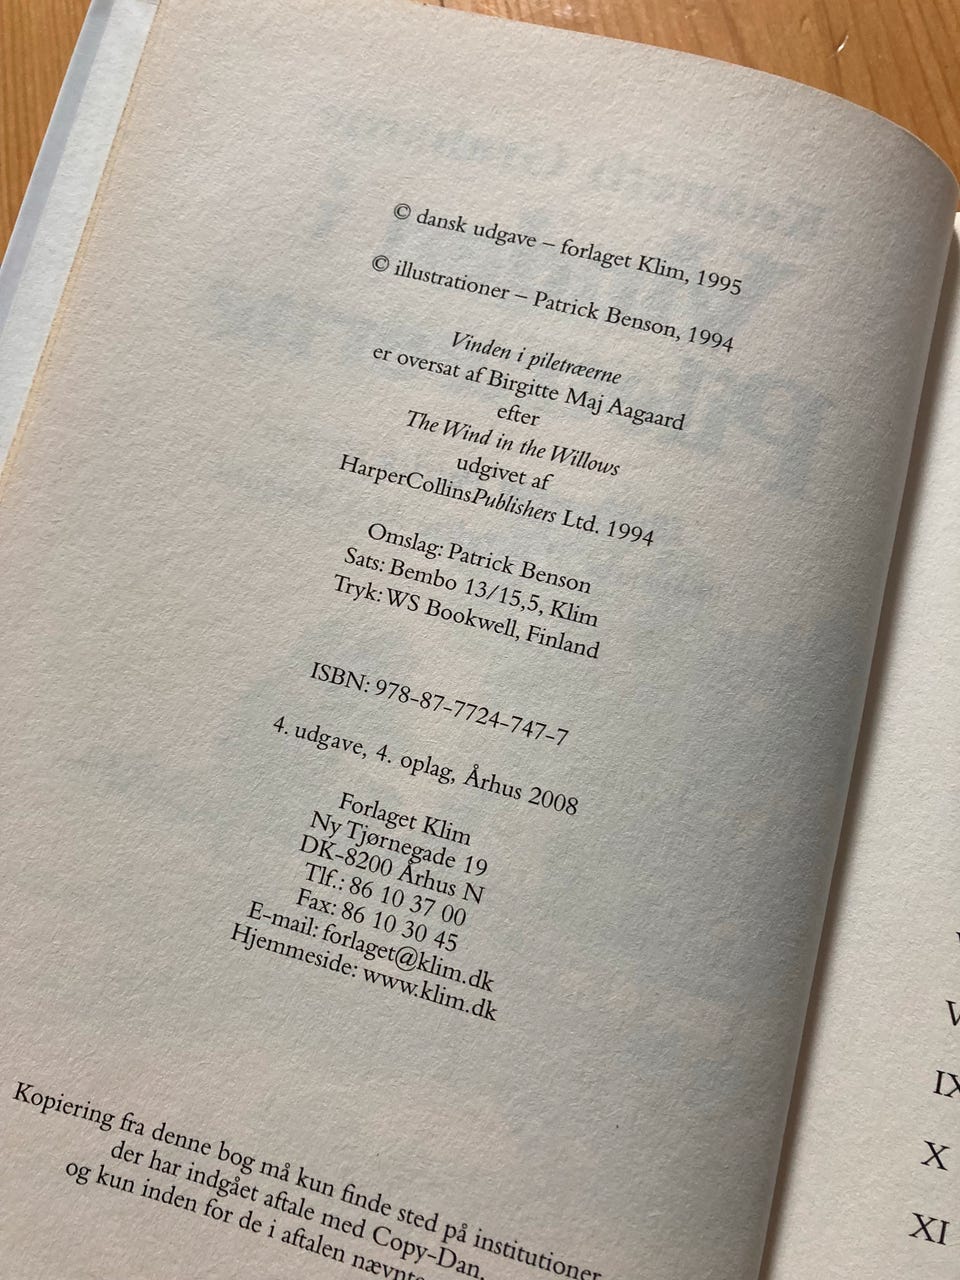 © dansk udgave – forlaget Klim, 1995
© illustrationer – Patrick Benson, 1994
Vinden i piletræerne
er oversat af Birgitte Maj Aagaard
efter
The Wind in the Willows
udgivet af
HarperCollinsPublishers Ltd. 1994
Omslag: Patrick Benson
Sats: Bembo 13/15,5, Klim
Tryk: WS Bookwell, Finland
ISBN: 978-87-7724-747-7
4. udgave, 4. oplag, Århus 2008
Forlaget Klim
Ny Tjørnegade 19
DK-8200 Århus N
Tlf.: 86 10 37 00
Fax: 86 10 30 45
E-mail: forlaget@klim.dk
Hjemmeside: www.klim.dk
Kopiering fra denne bog må kun finde sted på institutioner
der har indgået aftale med Copy-Dan,
og kun inden for de i aftalen
IX
X
XI